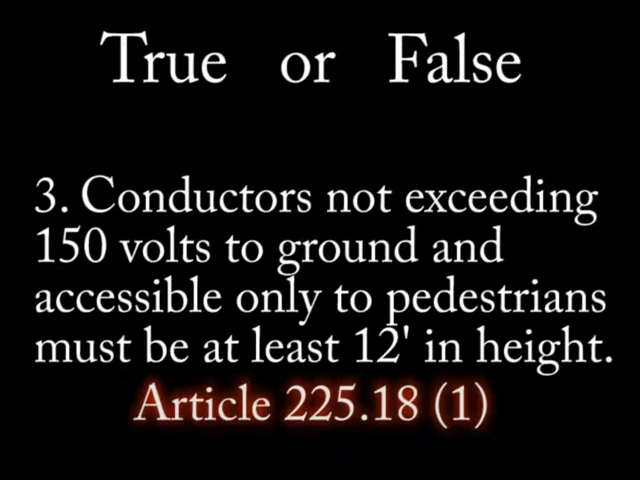 True or False
3. Conductors not exceeding
150 volts to ground and
accessible only to pedestrians
must be at least 12' in height.
Article 225.18 (1)